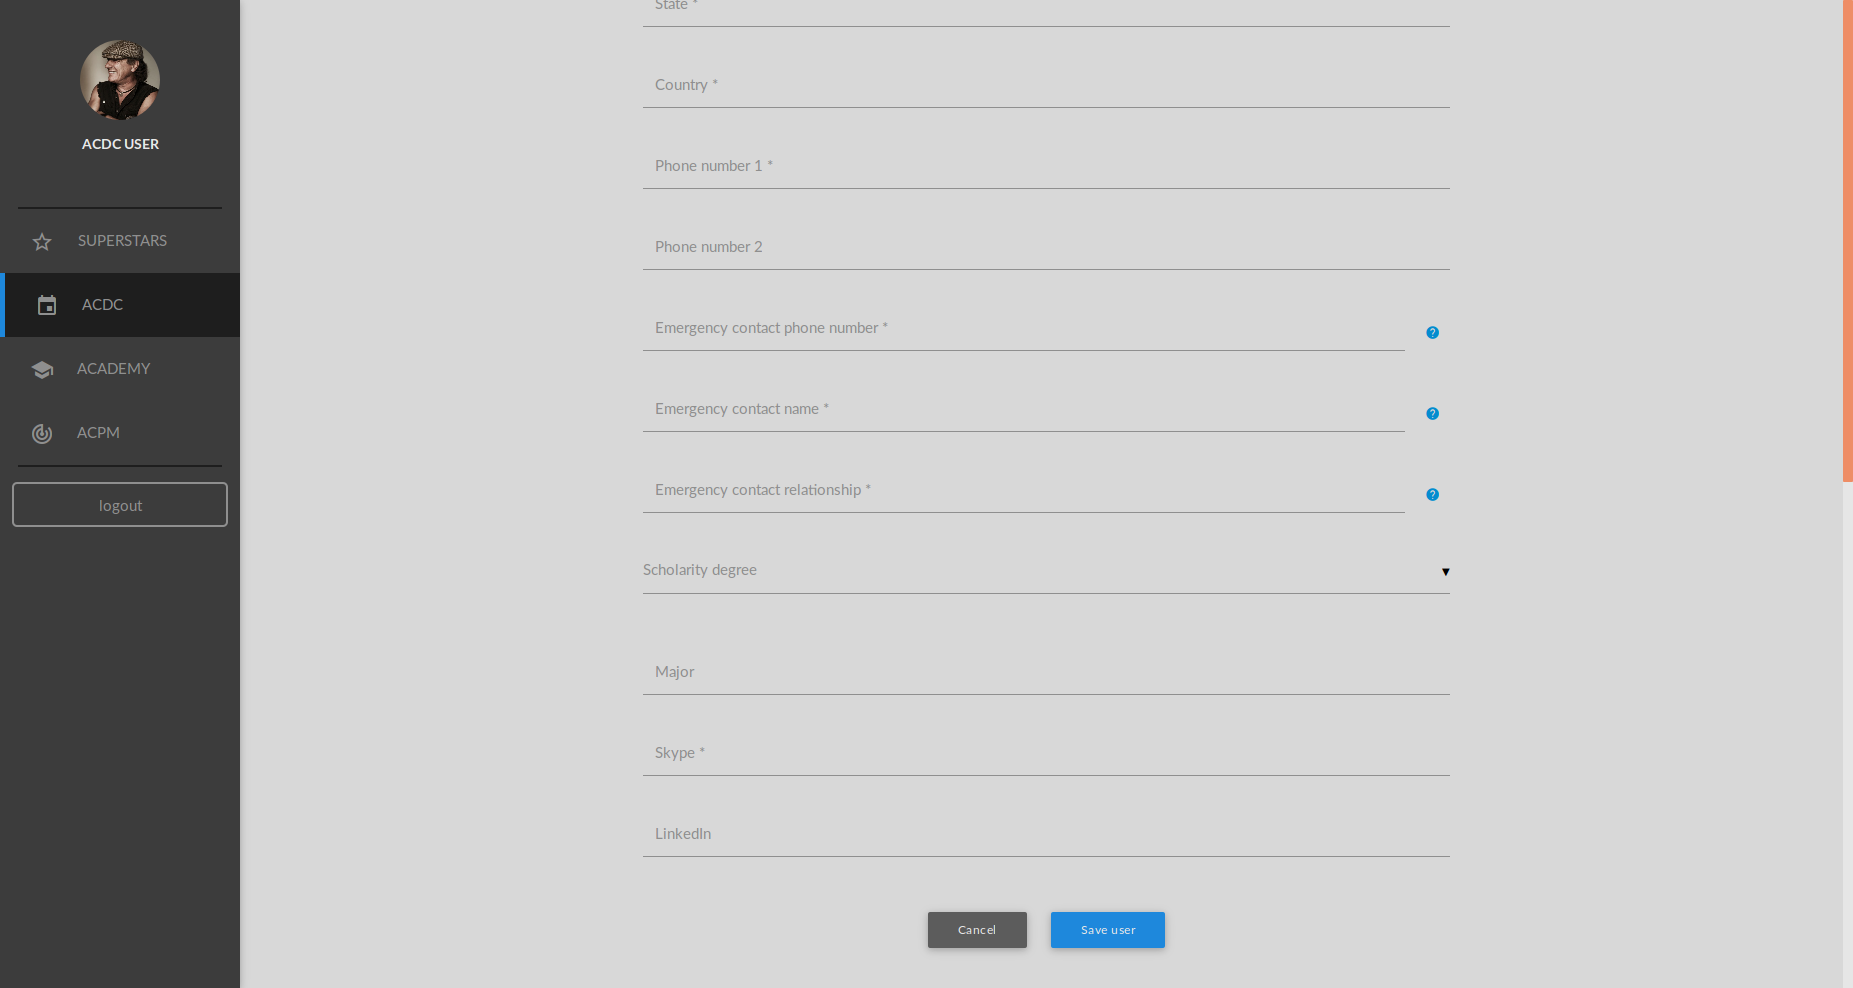 ACDC USER
SUPERSTARS
ACDC
ACADEMY
ACPM
logout
State *
Country *
Phone number 1 *
Phone number 2
Emergency contact phone number *
?
Emergency contact name *
?
Emergency contact relationship *
?
Scholarity degree
Major
Skype *
LinkedIn
Cancel
Save user